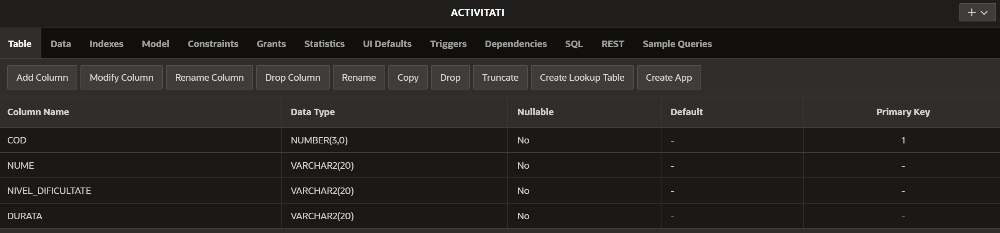 ACTIVITATI
Table Data Indexes Model Constraints Grants Statistics UI Defaults Triggers Dependencies SQL REST Sample Queries
Add Column Modify Column Rename Column Drop Column Rename Copy Drop Truncate Create Lookup Table Create App
Column Name Data Type Nullable Default Primary Key
COD NUMBER(3,0) No - 1
NUME VARCHAR2(20) No - -
NIVEL_DIFICULTATE VARCHAR2(20) No - -
DURATA VARCHAR2(20) No - -